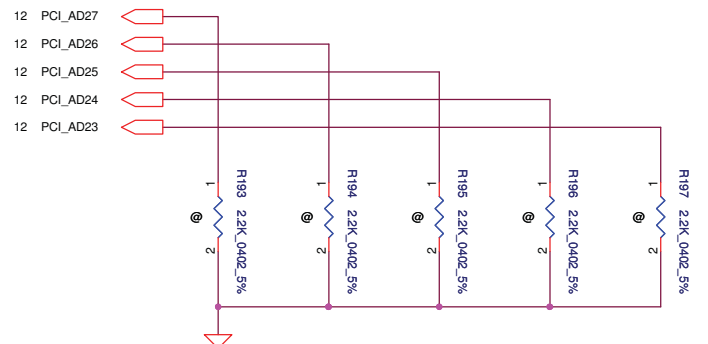 12 PCI_AD27
12 PCI_AD26
12 PCI_AD25
12 PCI_AD24
12 PCI_AD23
1
@
2
R193 2.2K_0402_5%
1
@
2
R194 2.2K_0402_5%
1
@
2
R195 2.2K_0402_5%
1
@
2
R196 2.2K_0402_5%
1
@
2
R197 2.2K_0402_5%